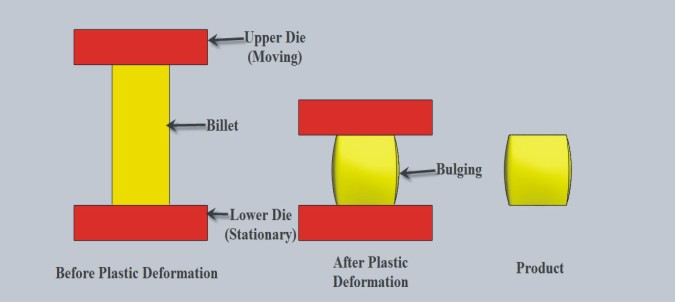 Upper Die
(Moving)
Billet
Bulging
Lower Die
(Stationary)
Before Plastic Deformation
After Plastic
Deformation
Product